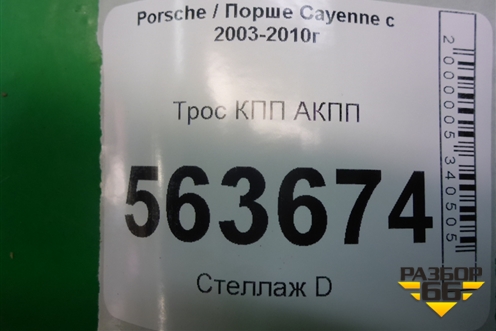 Porsche / Порше Cayenne с
2003-2010г
Трос КПП АКПП
563674
Стеллаж D
2000005340505
РАЗБОР
66